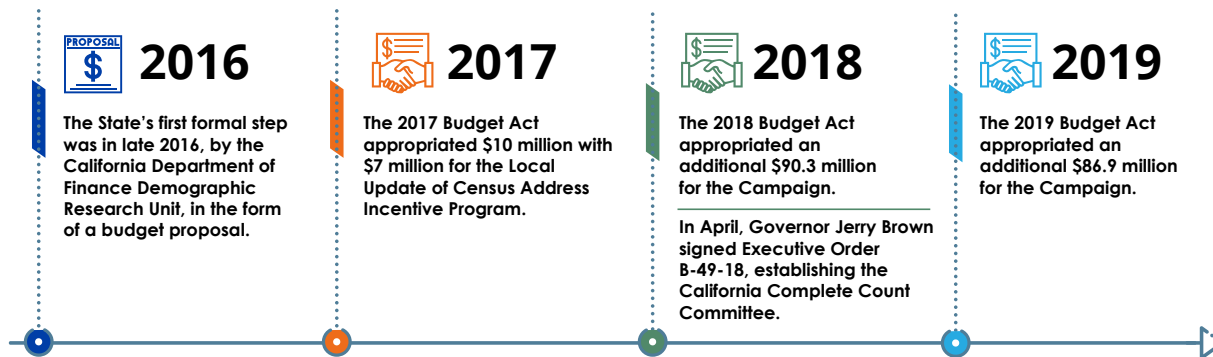 PROPOSAL
$
2016
The State's first formal step
was in late 2016, by the
California Department of
Finance Demographic
Research Unit, in the form
of a budget proposal.
$
2017
The 2017 Budget Act
appropriated $10 million with
$7 million for the Local
Update of Census Address
Incentive Program.
$
2018
The 2018 Budget Act
appropriated an
additional $90.3 million
for the Campaign.
In April, Governor Jerry Brown
signed Executive Order
B-49-18, establishing the
California Complete Count
Committee.
$
2019
The 2019 Budget Act
appropriated an
additional $86.9 million
for the Campaign.